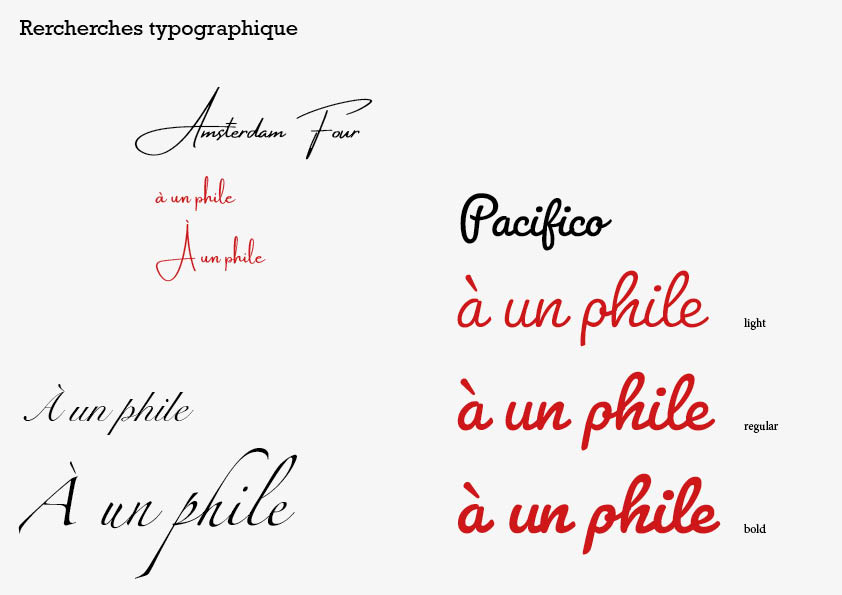 Rercherches typographique
Amsterdam Four
à un phile
À un phile
À un phile
À un phile
Pacifico
à un phile
light
à un phile
regular
à un phile
bold